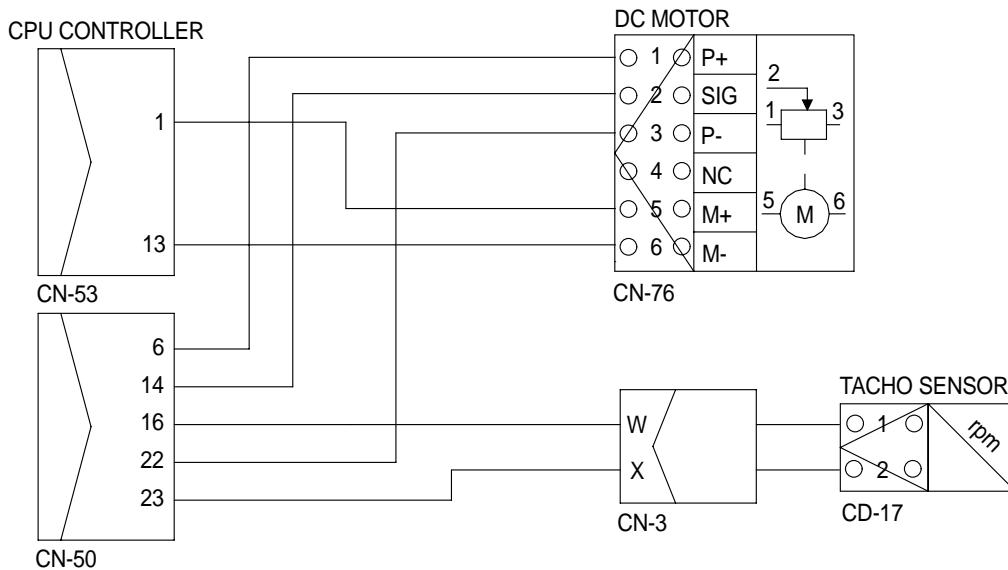 CPU CONTROLLER
1
13
CN-53
6
14
16
22
23
CN-50
DC MOTOR
1 P+
2 SIG
3 P-
4 NC
5 M+
6 M-
2
1 3
5 M 6
CN-76
W
X
CN-3
TACHO SENSOR
1
2
rpm
CD-17